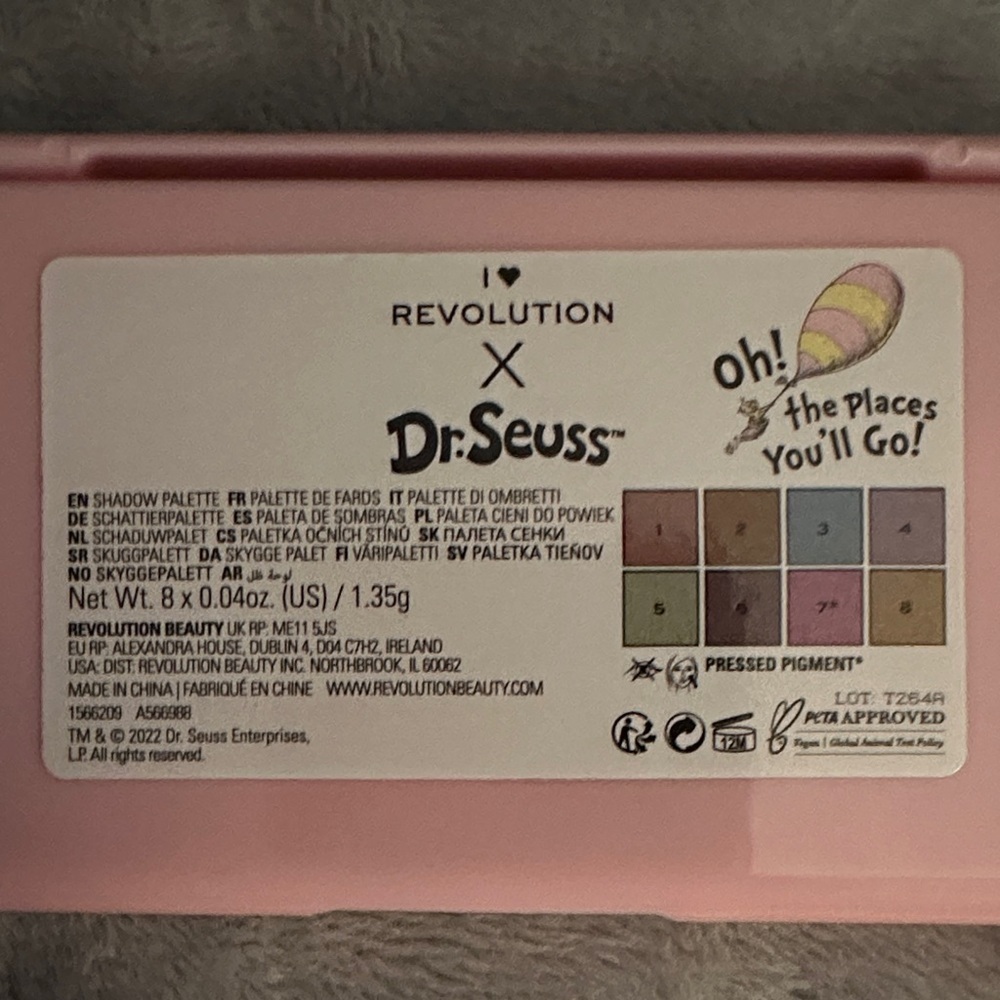 I ♥
REVOLUTION
X
Dr. Seuss™
Oh!
the Places
You'll Go!
EN SHADOW PALETTE FR PALETTE DE FARDS IT PALETTE DI OMBRETTI
DE SCHATTIERPALETTE ES PALETA DE SOMBRAS PL PALETA CIENI DO POWIEK
NL SCHADUWPALET CS PALETKA OČNÍCH STÍNŮ SK ПАЛЕТА СЕНКИ
SR SKUGGPALETT DA SKYGGE PALET FI VÄRIPALETTI SV PALETKA TIEŇOV
NO SKYGGEPALETT AR لوحة ظل
Net Wt. 8 x 0.04oz. (US) / 1.35g
REVOLUTION BEAUTY UK RP: ME11 5JS
EU RP: ALEXANDRA HOUSE, DUBLIN 4, D04 C7H2, IRELAND
USA: DIST: REVOLUTION BEAUTY INC. NORTHBROOK, IL 60062
MADE IN CHINA | FABRIQUÉ EN CHINE WWW.REVOLUTIONBEAUTY.COM
1566209 A566988
TM & © 2022 Dr. Seuss Enterprises,
L.P. All rights reserved.
1 2 3 4
5 6 7* 8
PRESSED PIGMENT*
LOT: T264A
PETA APPROVED
Vegan | Global Animal Test Policy
12M